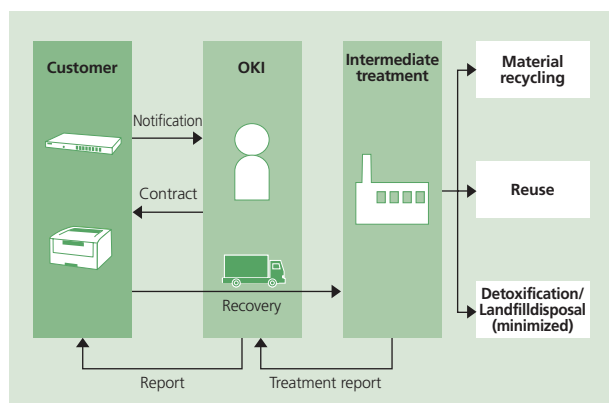 Customer
OKI
Intermediate
treatment
Material
recycling
Notification
Contract
Reuse
Recovery
Detoxification/
Landfilldisposal
(minimized)
Report
Treatment report